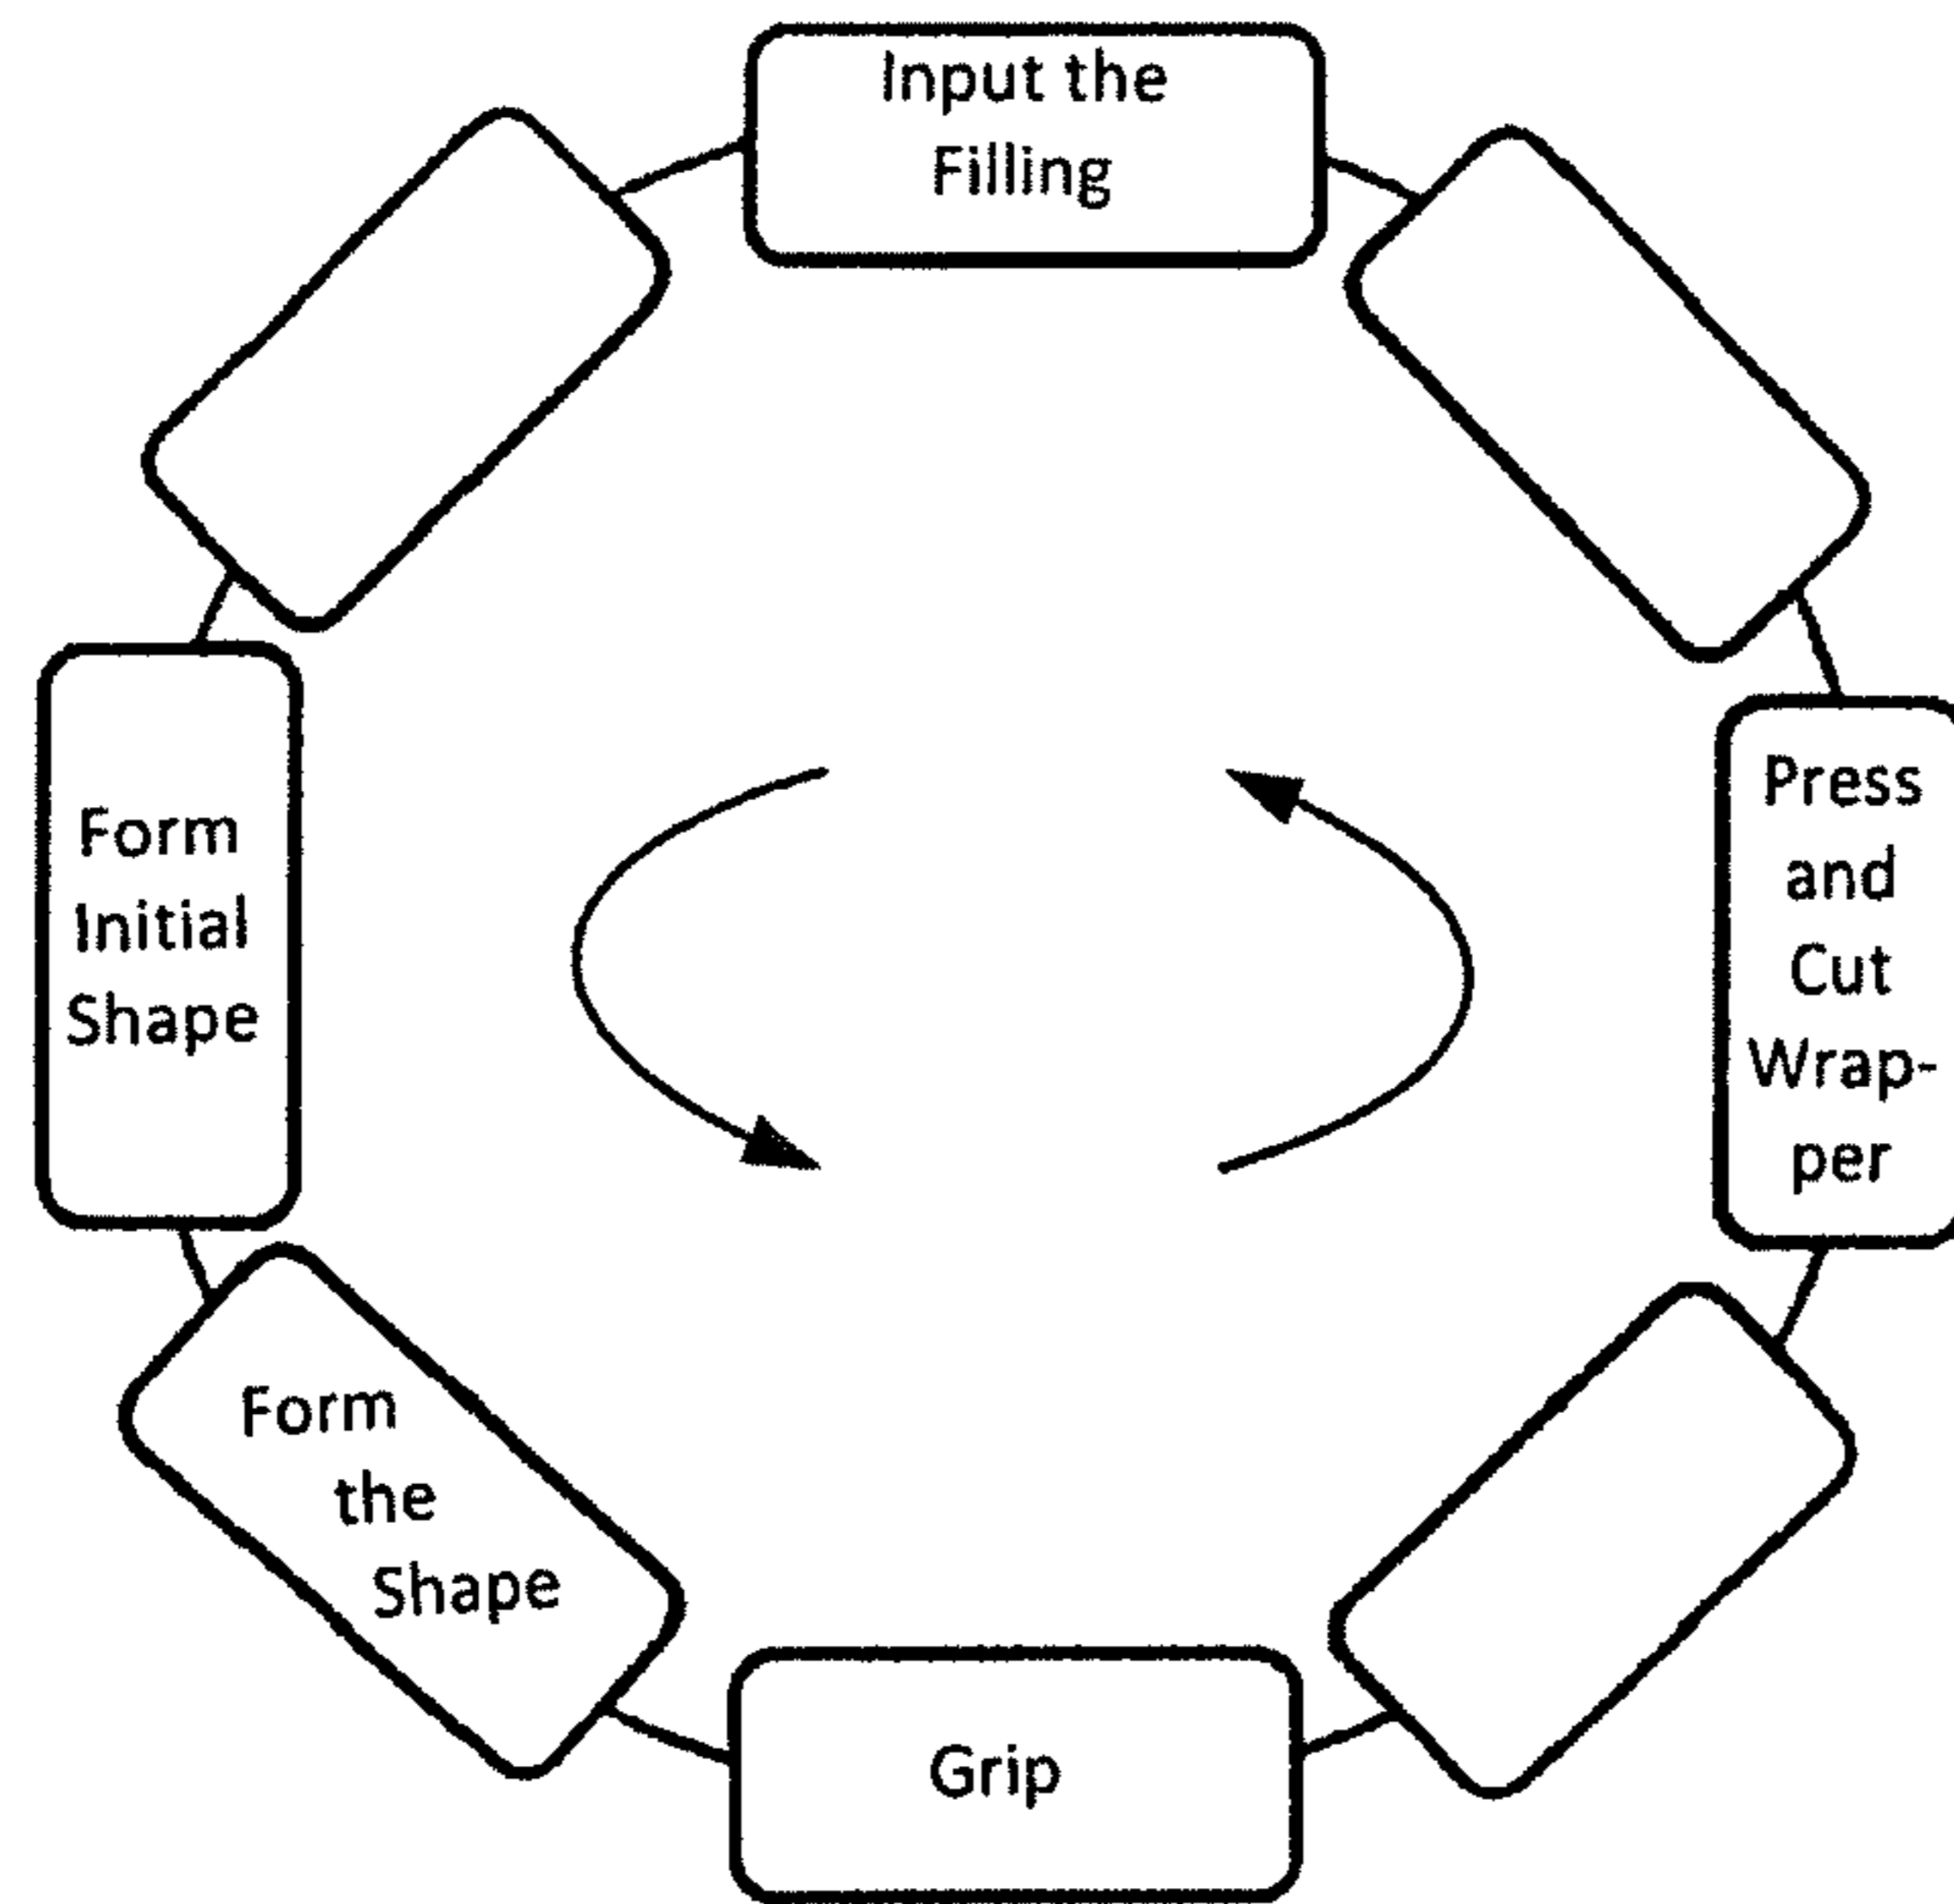 Input the
Filling
Press
and
Cut
Wrap-
per
Form
Initial
Shape
Form
the
Shape
Grip